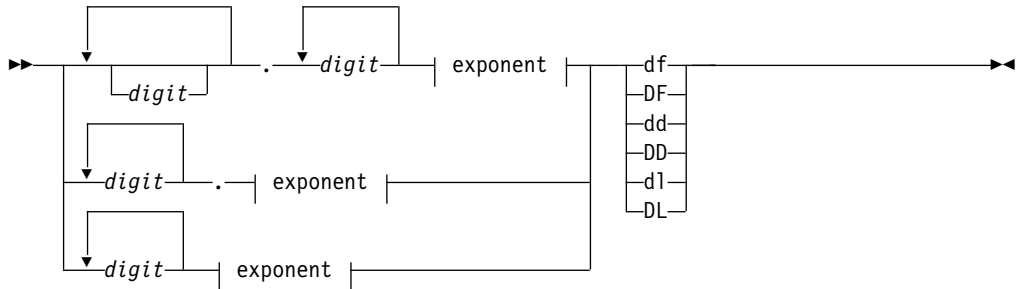 . digit exponent df
digit DF
dd
DD
digit . exponent dl
DL
digit exponent